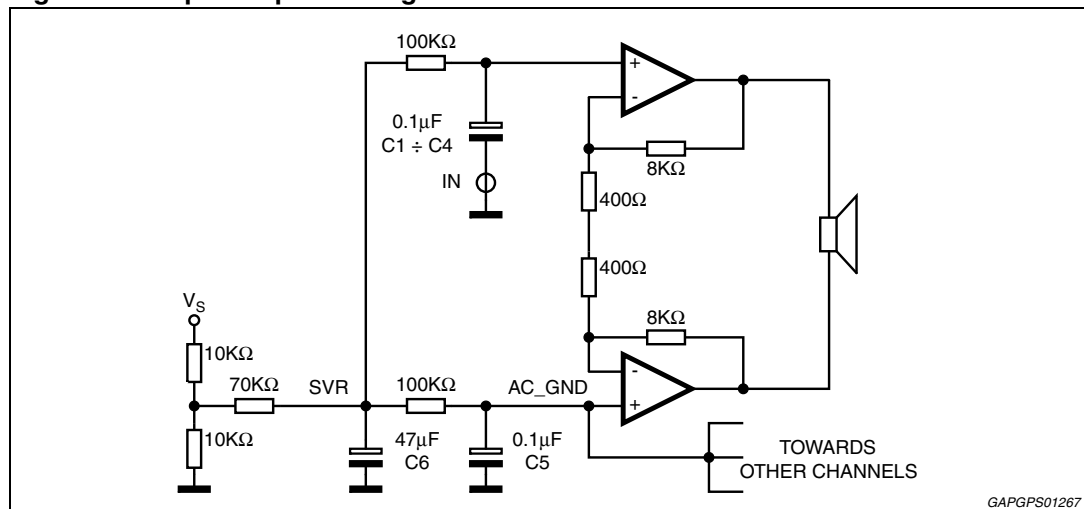 100KΩ
+
-
0.1μF
C1 ÷ C4
8KΩ
IN
400Ω
400Ω
VS
8KΩ
10KΩ
70KΩ
SVR
100KΩ
AC_GND
-
+
10KΩ
47μF
C6
0.1μF
C5
TOWARDS
OTHER CHANNELS
GAPGPS01267